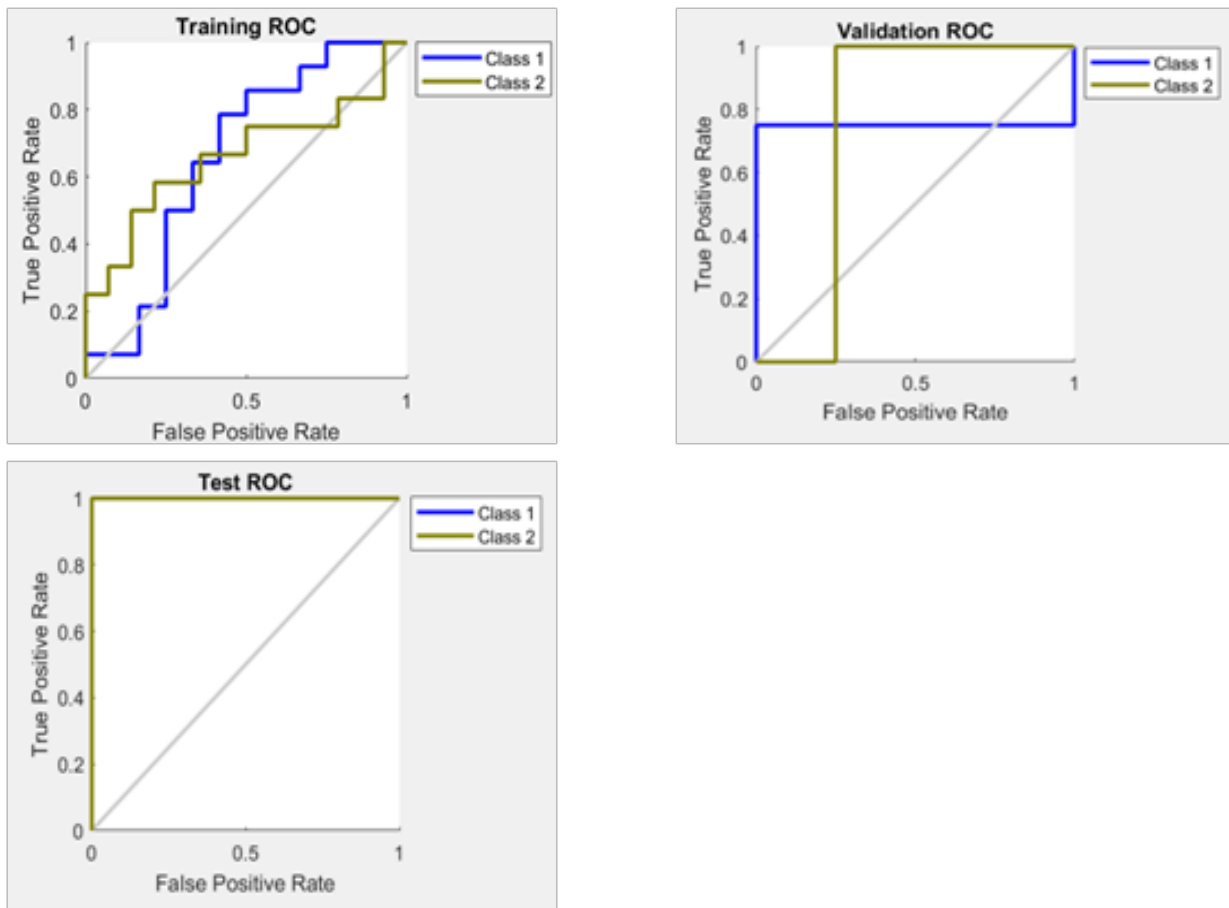 Training ROC
Class 1
Class 2
1
0.8
0.6
0.4
0.2
0
0
0.5
1
True Positive Rate
False Positive Rate
Validation ROC
Class 1
Class 2
1
0.8
0.6
0.4
0.2
0
0
0.5
1
True Positive Rate
False Positive Rate
Test ROC
Class 1
Class 2
1
0.8
0.6
0.4
0.2
0
0
0.5
1
True Positive Rate
False Positive Rate